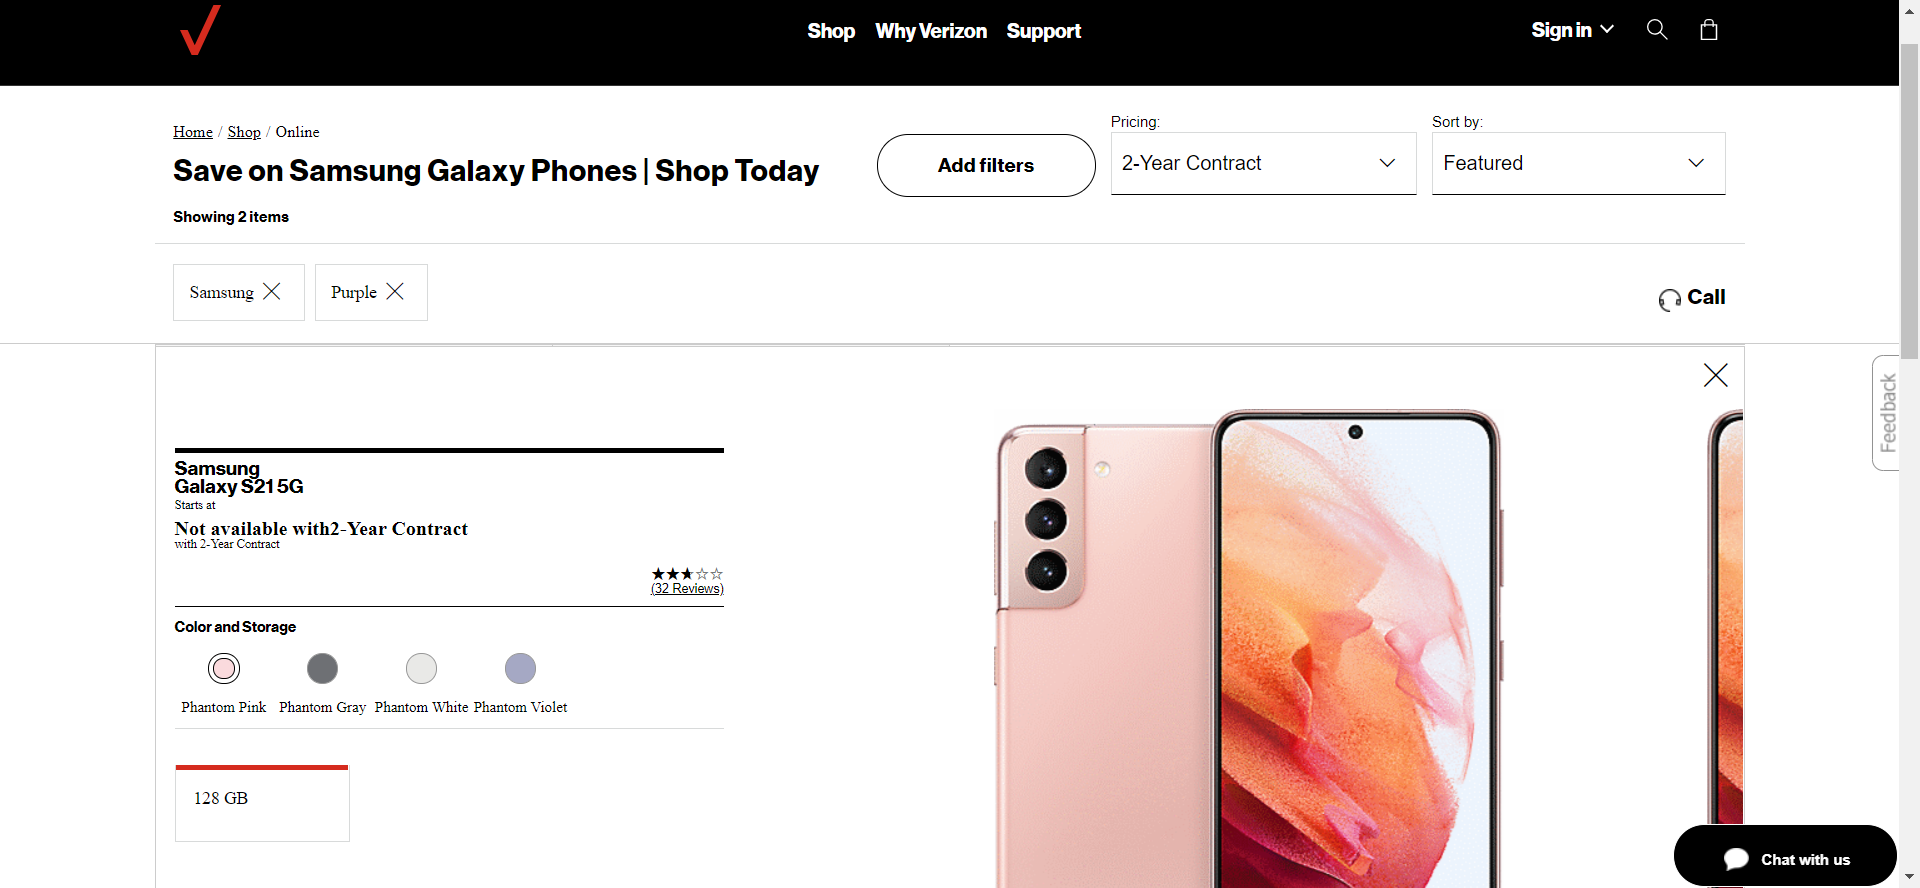 Shop Why Verizon Support Sign in
Home / Shop / Online
Save on Samsung Galaxy Phones | Shop Today
Showing 2 items
Add filters
Pricing:
2-Year Contract
Sort by:
Featured
Samsung
Purple
Call
Feedback
Samsung
Galaxy S21 5G
Starts at
Not available with2-Year Contract
with 2-Year Contract
(32 Reviews)
Color and Storage
Phantom Pink Phantom Gray Phantom White Phantom Violet
128 GB
Chat with us